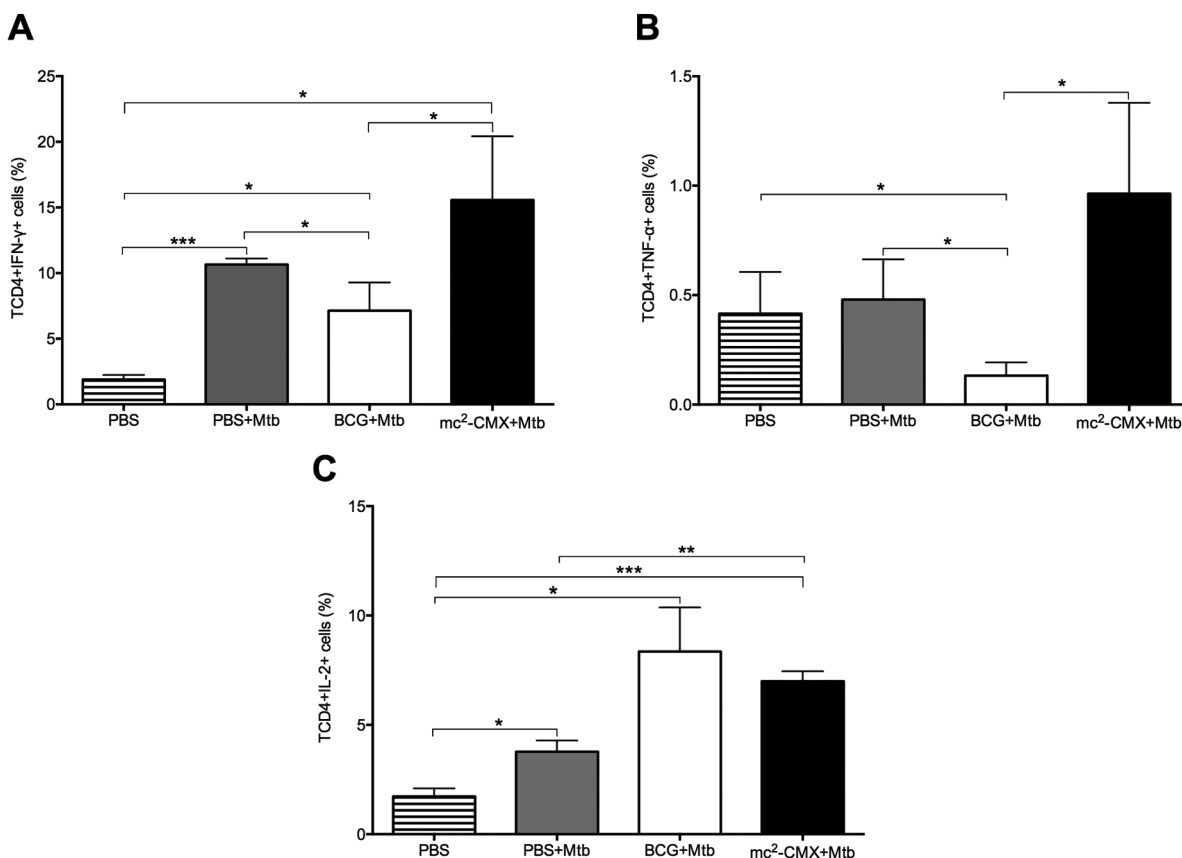 A
TCD4+IFN-γ+ cells (%)
25
20
15
10
5
0
*
*
*
*
***
PBS
PBS+Mtb
BCG+Mtb
mc²-CMX+Mtb
B
TCD4+TNF-α+ cells (%)
1.5
1.0
0.5
0.0
*
*
*
PBS
PBS+Mtb
BCG+Mtb
mc²-CMX+Mtb
C
TCD4+IL-2+ cells (%)
15
10
5
0
**
***
*
*
PBS
PBS+Mtb
BCG+Mtb
mc²-CMX+Mtb